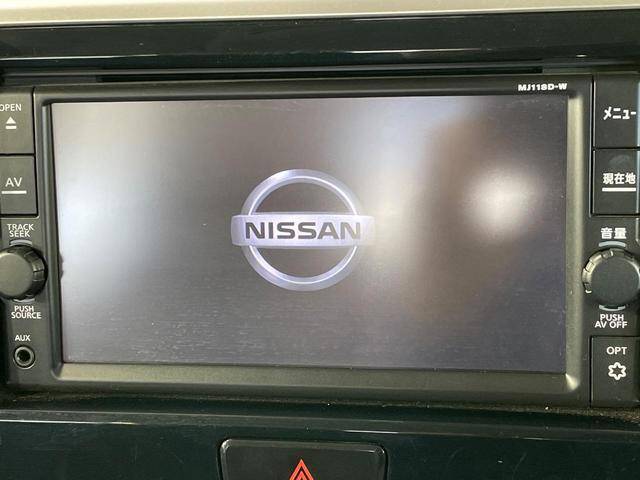 MJ118D-W
OPEN
AV
TRACK
SEEK
PUSH
SOURCE
AUX
NISSAN
メニュー
現在地
音量
PUSH
AV OFF
OPT